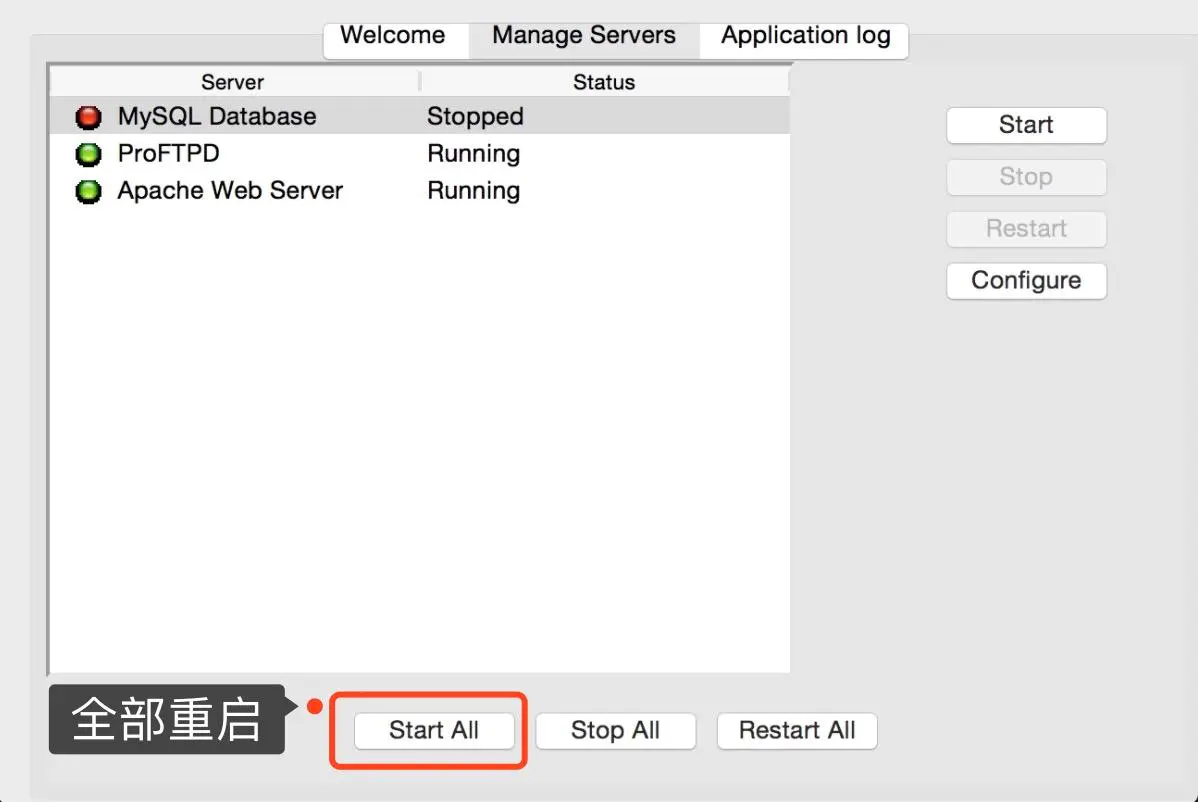 Welcome
Manage Servers
Application log
Server Status
MySQL Database Stopped
ProFTPD Running
Apache Web Server Running
Start
Stop
Restart
Configure
全部重启
Start All
Stop All
Restart All